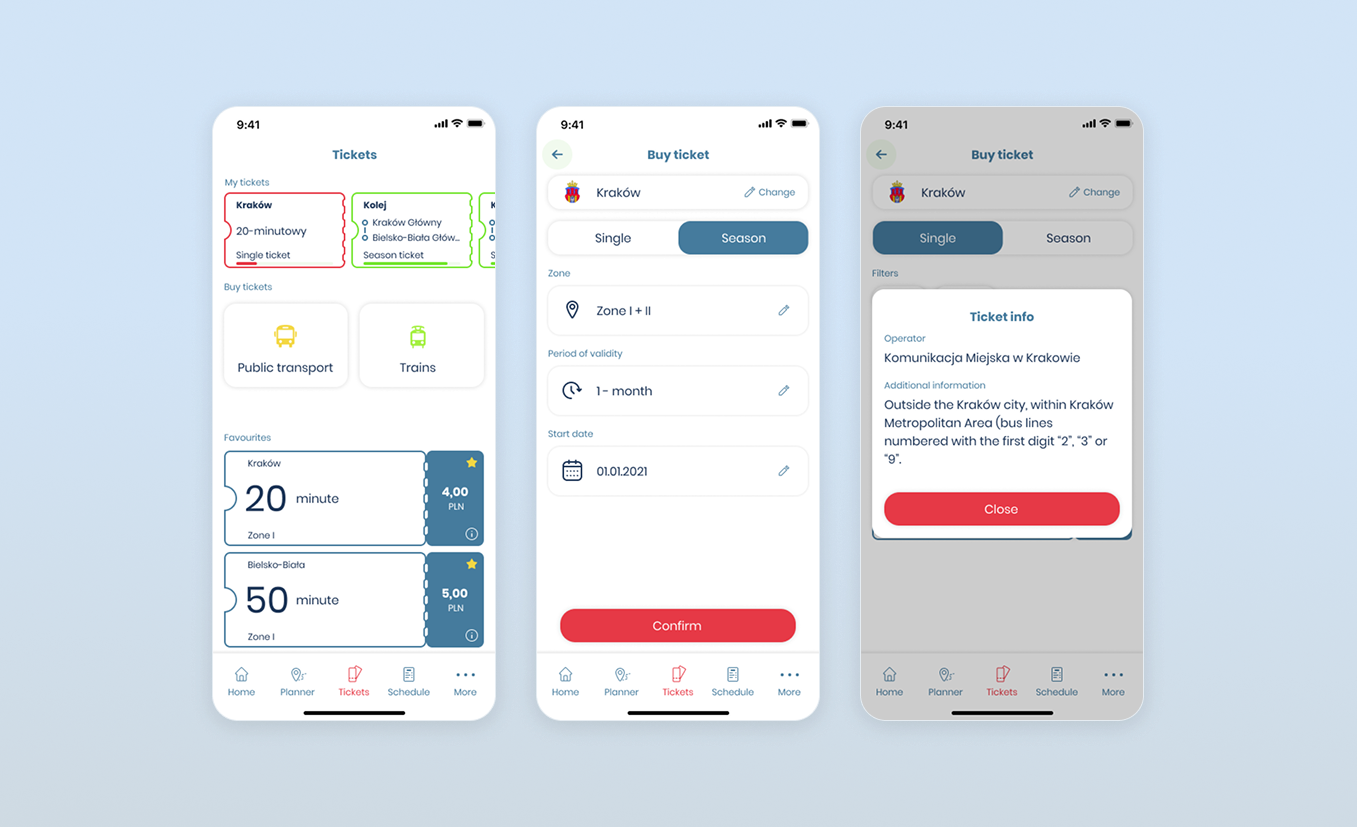 9:41
Tickets
My tickets
Kraków
20-minutowy
Single ticket
Kolej
Kraków Główny
Bielsko-Biała Głów...
Season ticket
K
S
Buy tickets
Public transport
Trains
Favourites
Kraków
20 minute
Zone I
4,00
PLN
Bielsko-Biała
50 minute
Zone I
5,00
PLN
Home
Planner
Tickets
Schedule
More
9:41
Buy ticket
Kraków
Change
Single
Season
Zone
Zone I + II
Period of validity
1 - month
Start date
01.01.2021
Confirm
Home
Planner
Tickets
Schedule
More
9:41
Buy ticket
Kraków
Change
Single
Season
Filters
Ticket info
Operator
Komunikacja Miejska w Krakowie
Additional information
Outside the Kraków city, within Kraków
Metropolitan Area (bus lines
numbered with the first digit “2”, “3” or
“9”.
Close
Home
Planner
Tickets
Schedule
More